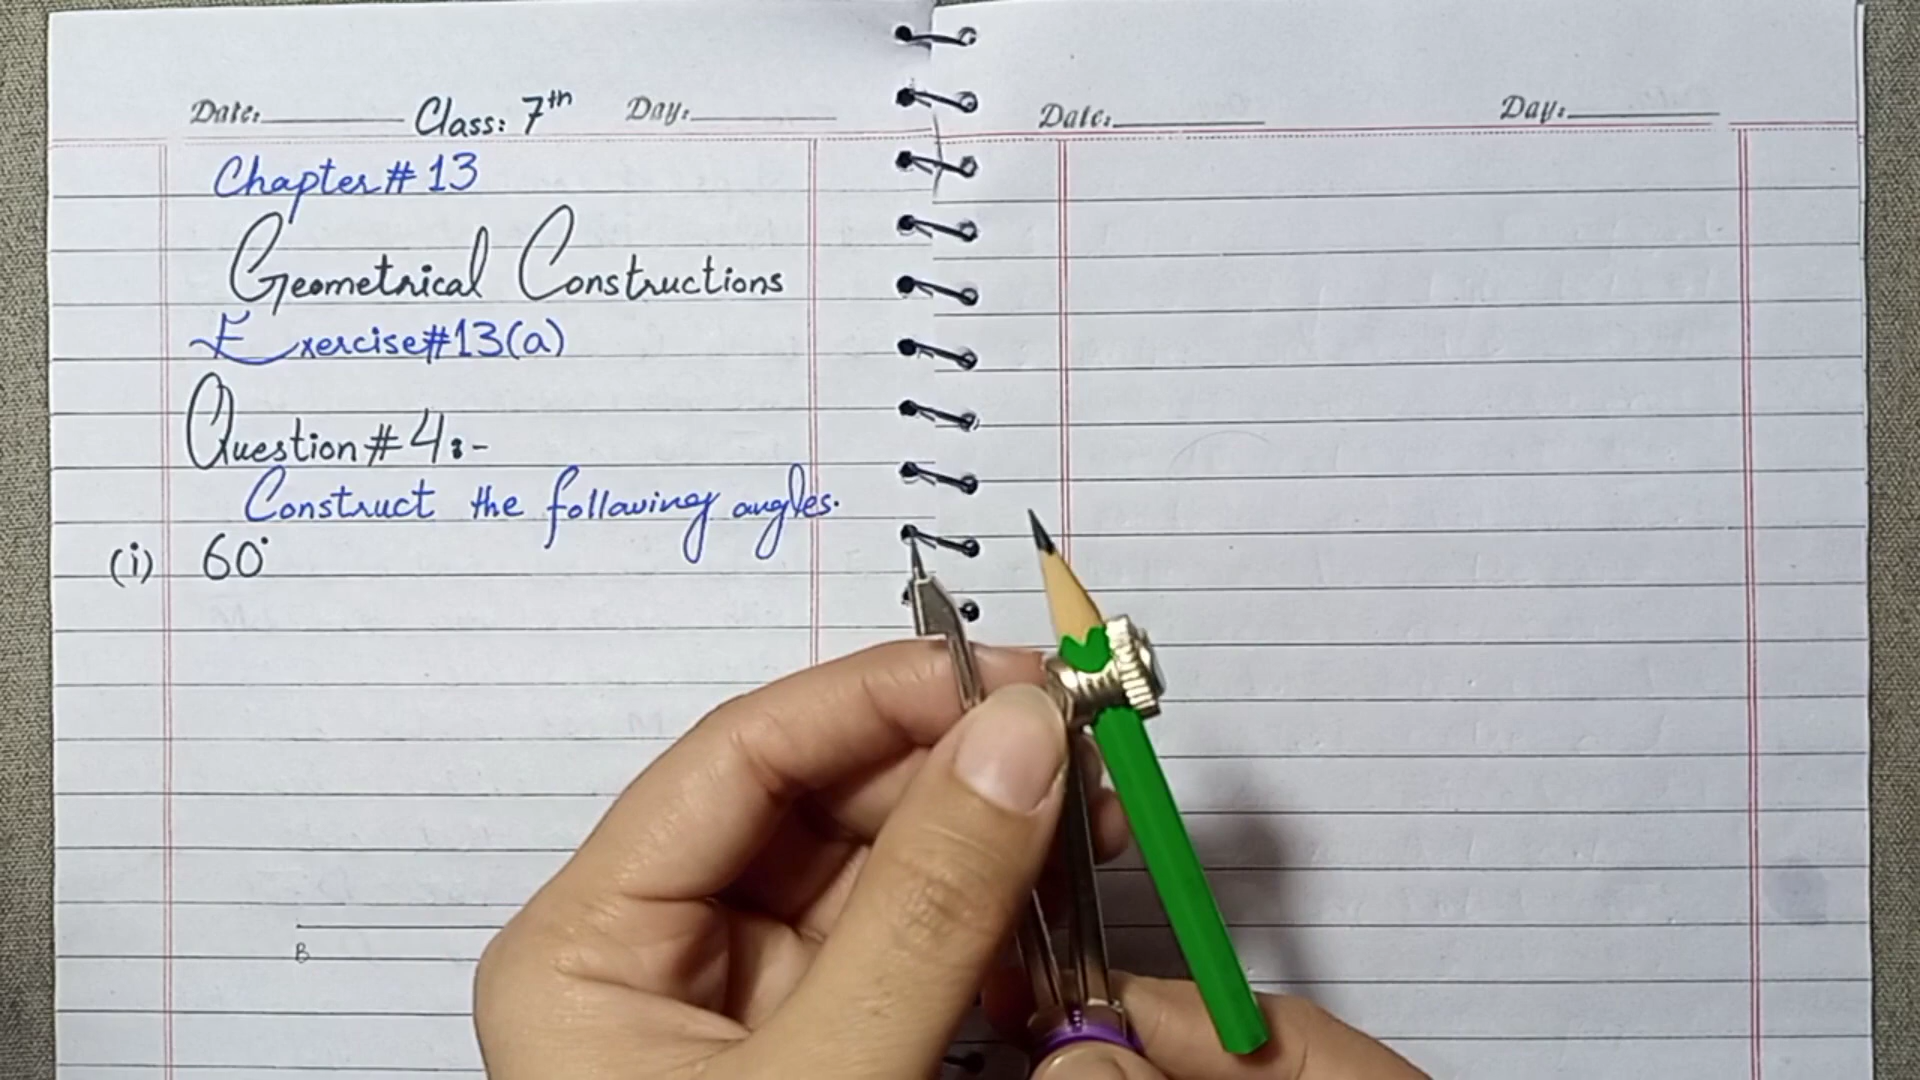 Date: Class: 7th Day:
Chapter # 13
Geometrical Constructions
Exercise # 13(a)
Question # 4:-
Construct the following angles.
(i) 60°
B
Date: Day: